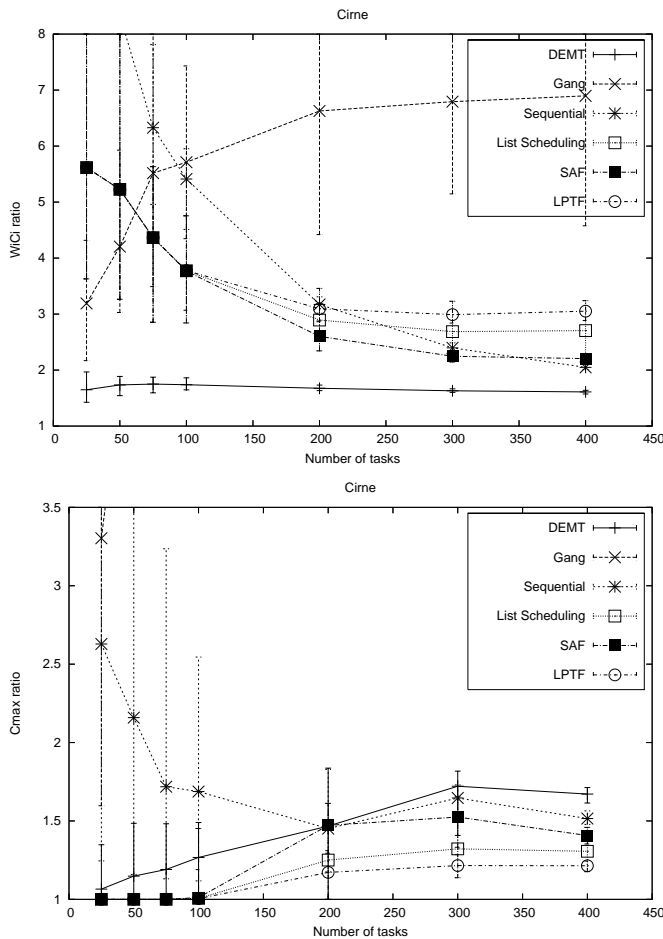 Cirne
8
7
6
5
4
3
2
1
WiCi ratio
0 50 100 150 200 250 300 350 400 450
Number of tasks
DEMT
Gang
Sequential
List Scheduling
SAF
LPTF
Cirne
3.5
3
2.5
2
1.5
1
Cmax ratio
0 50 100 150 200 250 300 350 400 450
Number of tasks
DEMT
Gang
Sequential
List Scheduling
SAF
LPTF